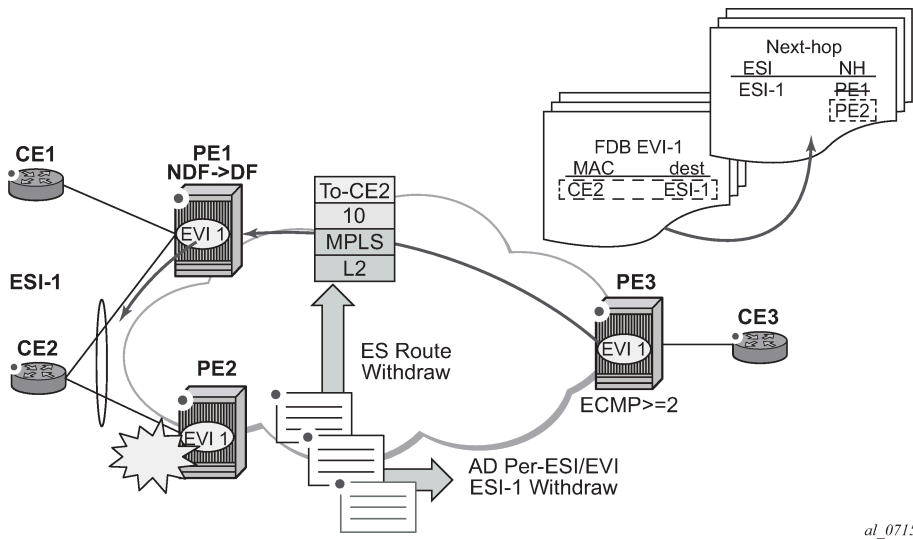 Next-hop
ESI NH
ESI-1 PE1
PE2
FDB EVI-1
MAC dest
CE2 ESI-1
CE1
PE1
NDF->DF
EVI 1
To-CE2
10
MPLS
L2
ESI-1
PE3
EVI 1
ECMP>=2
CE3
CE2
PE2
EVI 1
ES Route
Withdraw
AD Per-ESI/EVI
ESI-1 Withdraw
al_0715